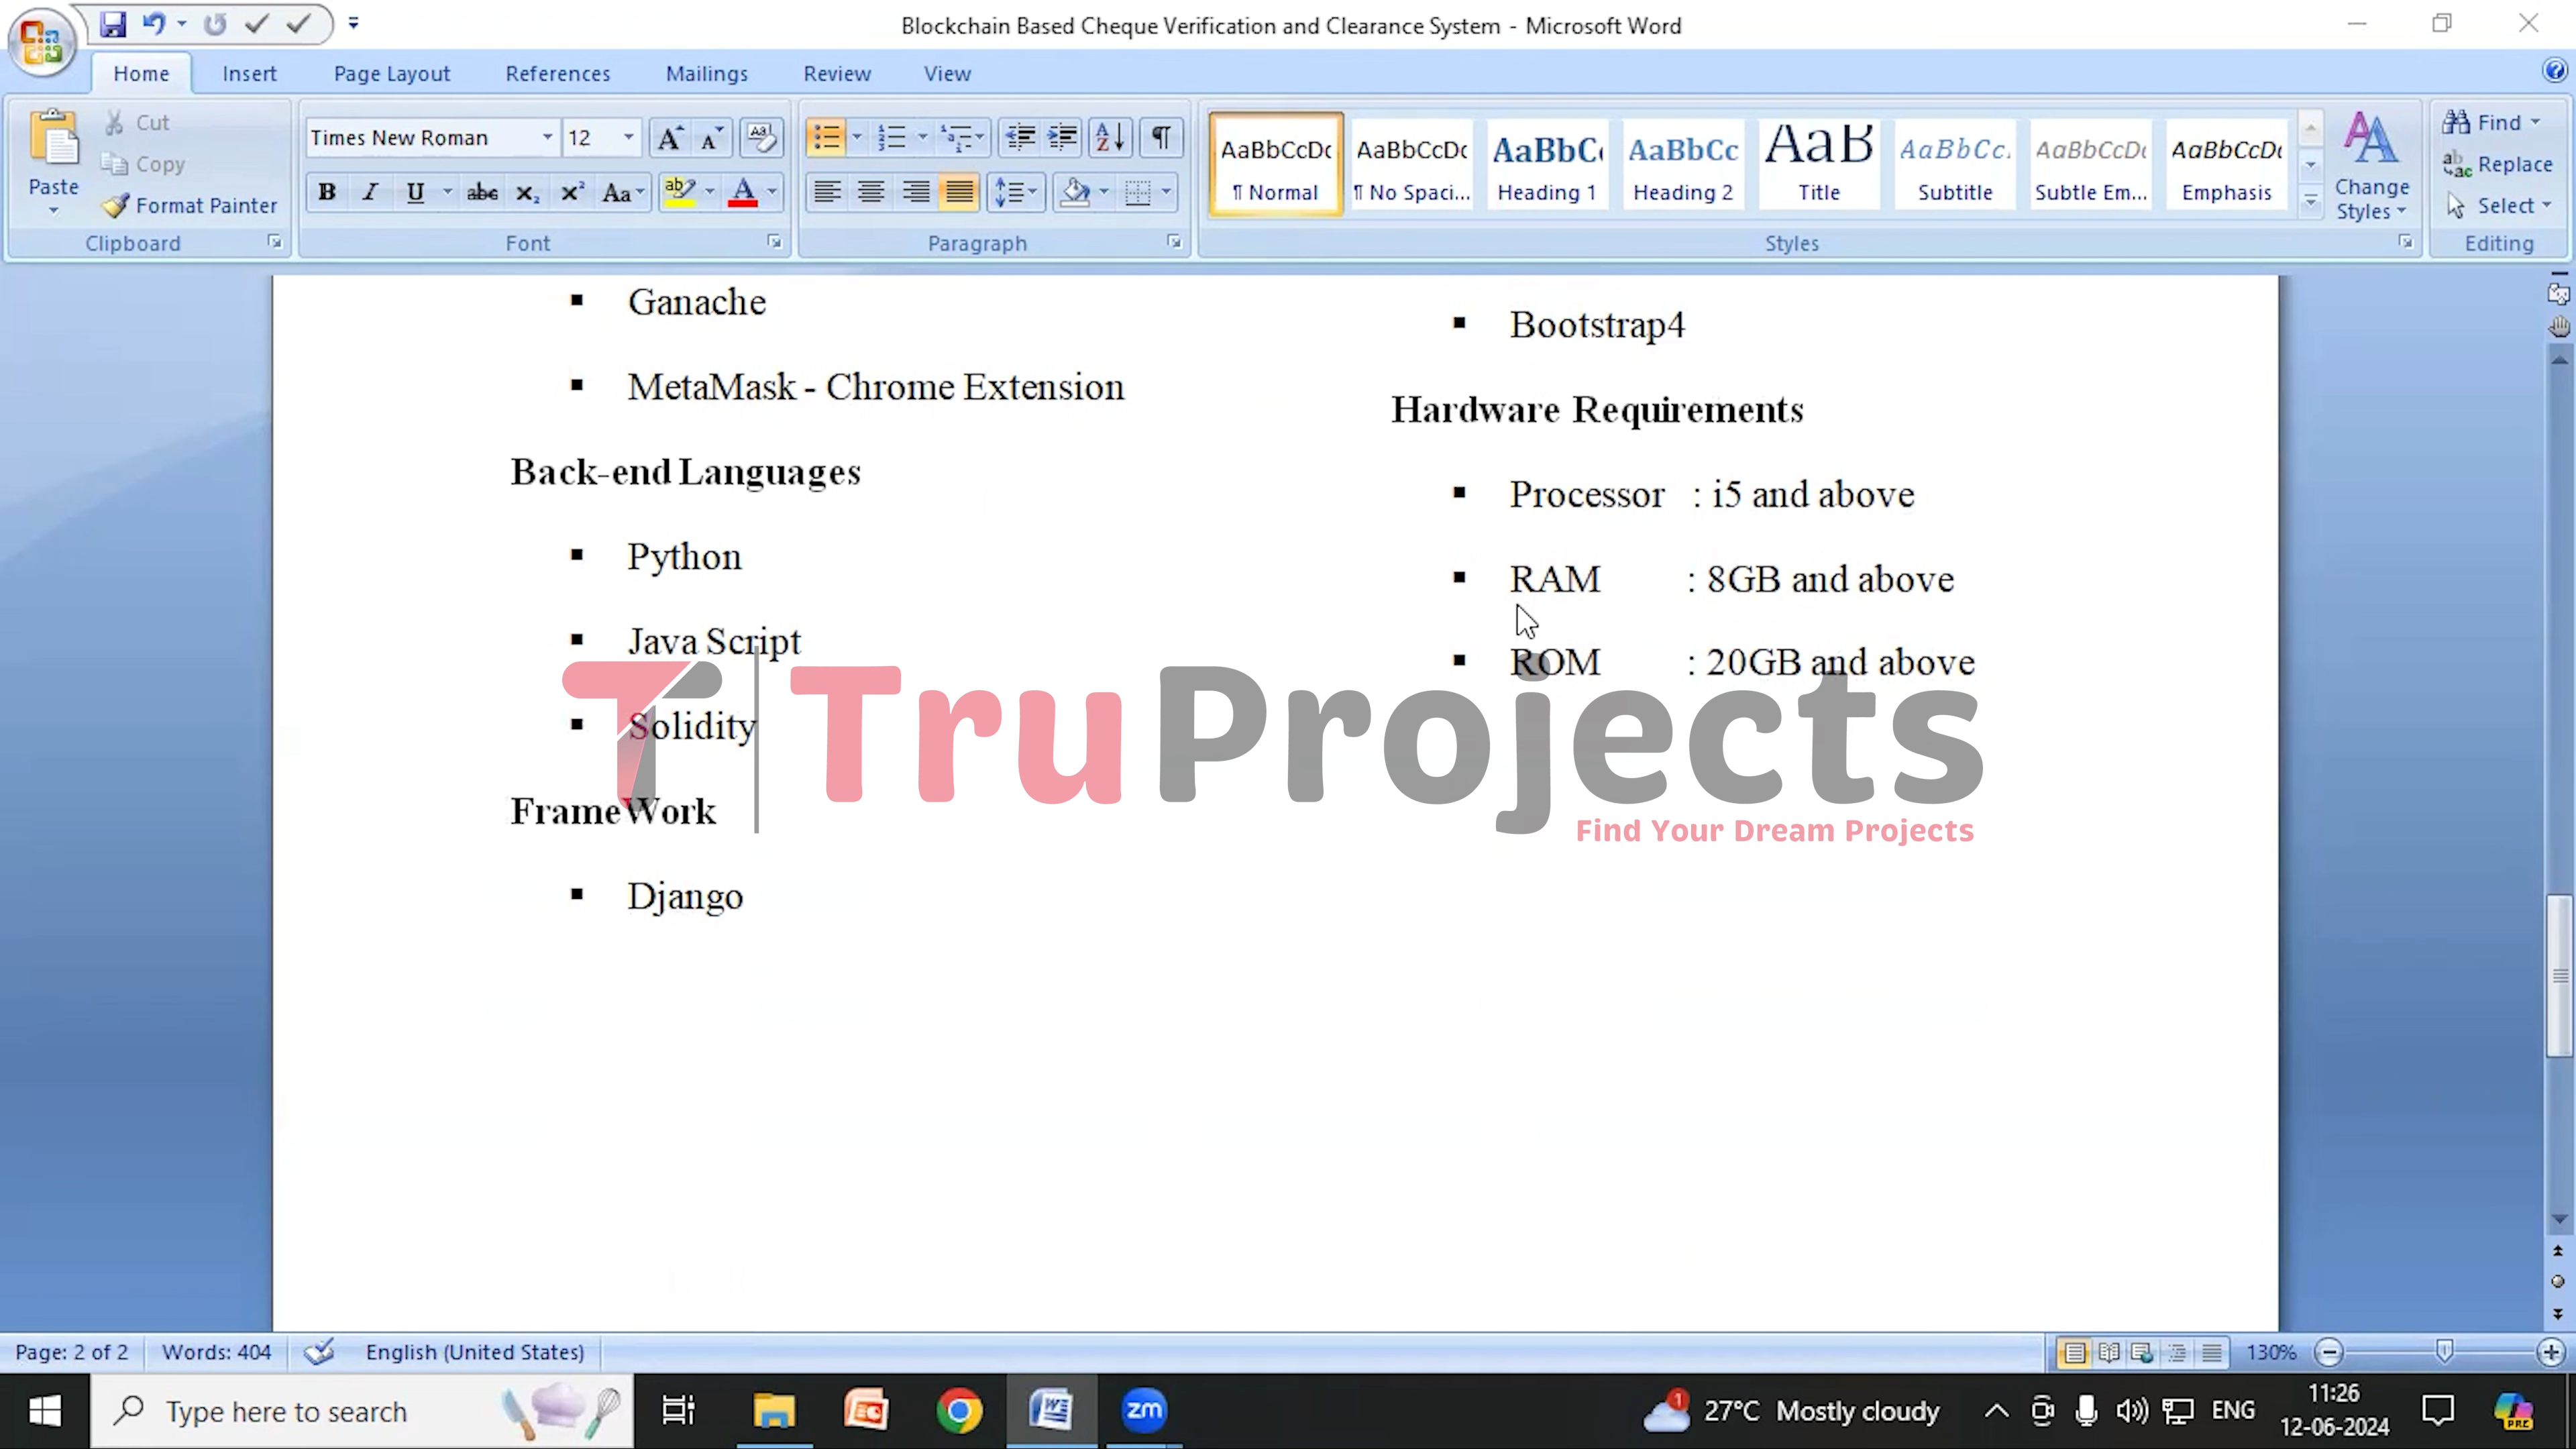 Blockchain Based Cheque Verification and Clearance System - Microsoft Word
Home Insert Page Layout References Mailings Review View
Paste
Cut
Copy
Format Painter
Clipboard
Times New Roman 12
Font
Paragraph
AaBbCcDc AaBbCcDc AaBbC AaBbCc AaB AaBbCc. AaBbCcDc AaBbCcDc
¶ Normal ¶ No Spaci... Heading 1 Heading 2 Title Subtitle Subtle Em... Emphasis
Change Styles
Styles
Find
Replace
Select
Editing
Ganache
MetaMask - Chrome Extension
Back-end Languages
Python
Java Script
Solidity
FrameWork
Django
Bootstrap4
Hardware Requirements
Processor : i5 and above
RAM : 8GB and above
ROM : 20GB and above
TruProjects
Find Your Dream Projects
Page: 2 of 2 Words: 404 English (United States) 130%
Type here to search
zm
1
27°C Mostly cloudy
ENG
11:26
12-06-2024
PRE